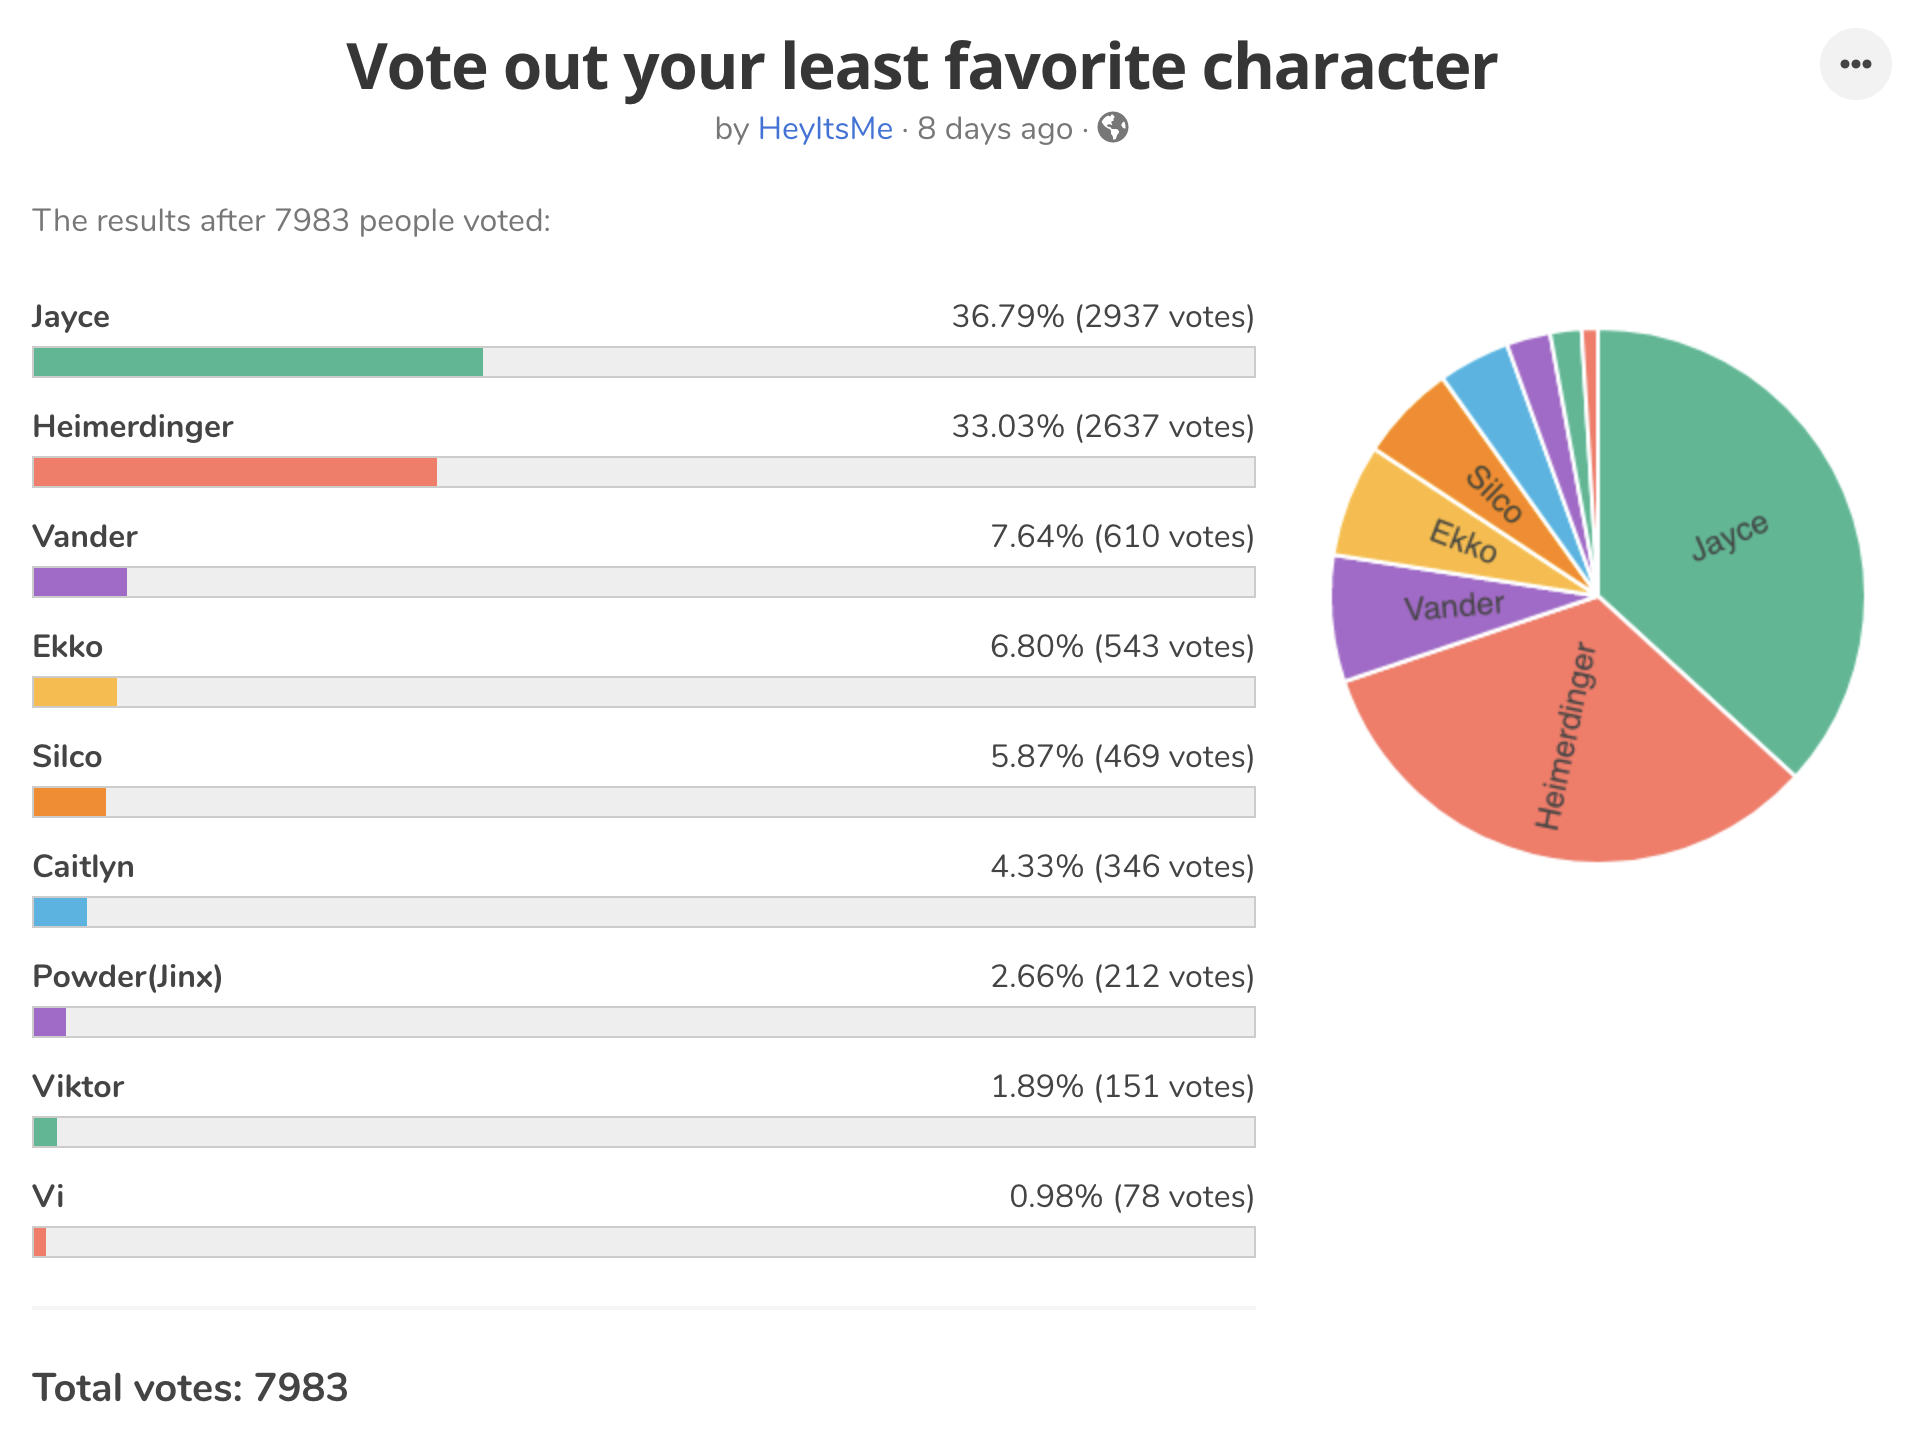 Vote out your least favorite character
by HeyItsMe · 8 days ago ·
The results after 7983 people voted:
Jayce 36.79% (2937 votes)
Heimerdinger 33.03% (2637 votes)
Vander 7.64% (610 votes)
Ekko 6.80% (543 votes)
Silco 5.87% (469 votes)
Caitlyn 4.33% (346 votes)
Powder(Jinx) 2.66% (212 votes)
Viktor 1.89% (151 votes)
Vi 0.98% (78 votes)
Total votes: 7983
Silco
Ekko
Jayce
Vander
Heimerdinger